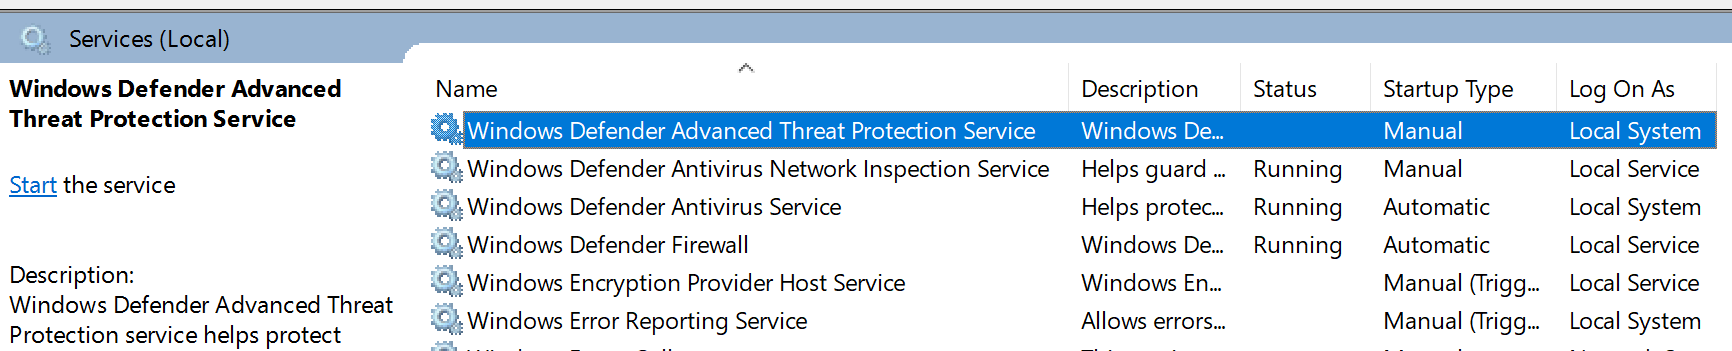 Services (Local)
Windows Defender Advanced
Threat Protection Service
Start the service
Description:
Windows Defender Advanced Threat
Protection service helps protect
Name Description Status Startup Type Log On As
Windows Defender Advanced Threat Protection Service Windows De... Manual Local System
Windows Defender Antivirus Network Inspection Service Helps guard ... Running Manual Local Service
Windows Defender Antivirus Service Helps protec... Running Automatic Local System
Windows Defender Firewall Windows De... Running Automatic Local Service
Windows Encryption Provider Host Service Windows En... Manual (Trigg... Local Service
Windows Error Reporting Service Allows errors... Manual (Trigg... Local System